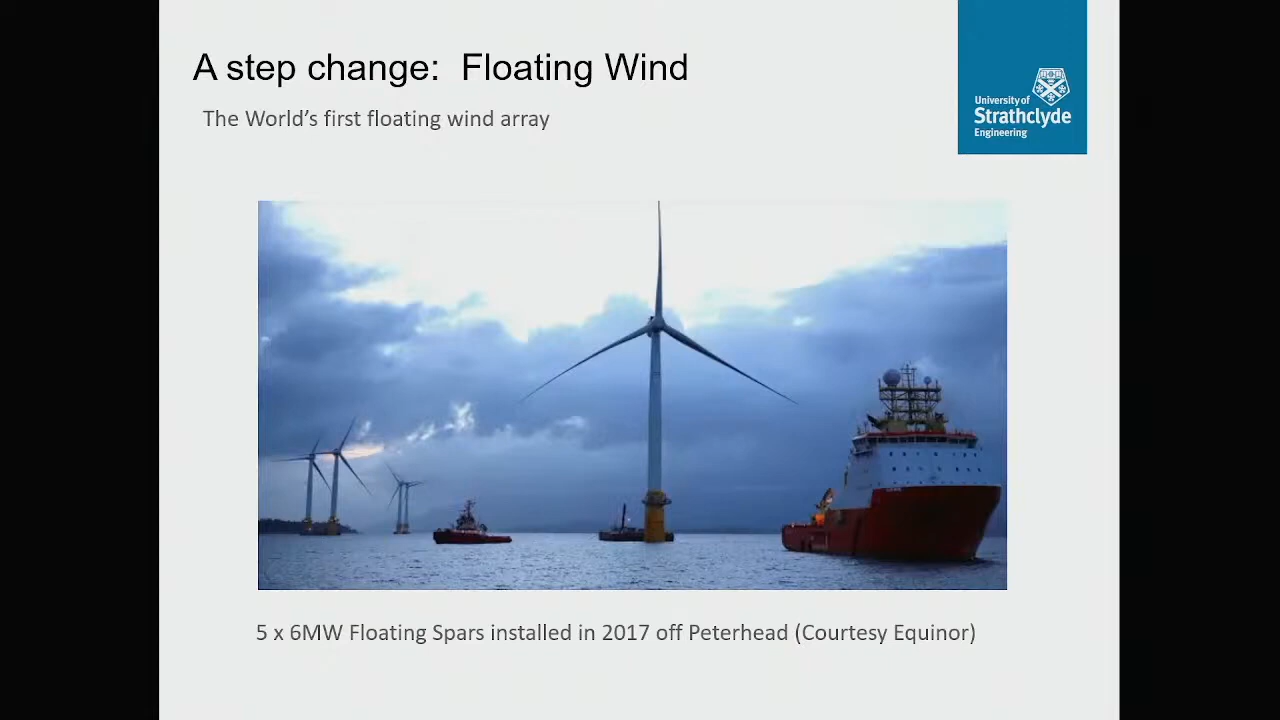 A step change: Floating Wind
The World's first floating wind array
University of
Strathclyde
Engineering
5 x 6MW Floating Spars installed in 2017 off Peterhead (Courtesy Equinor)